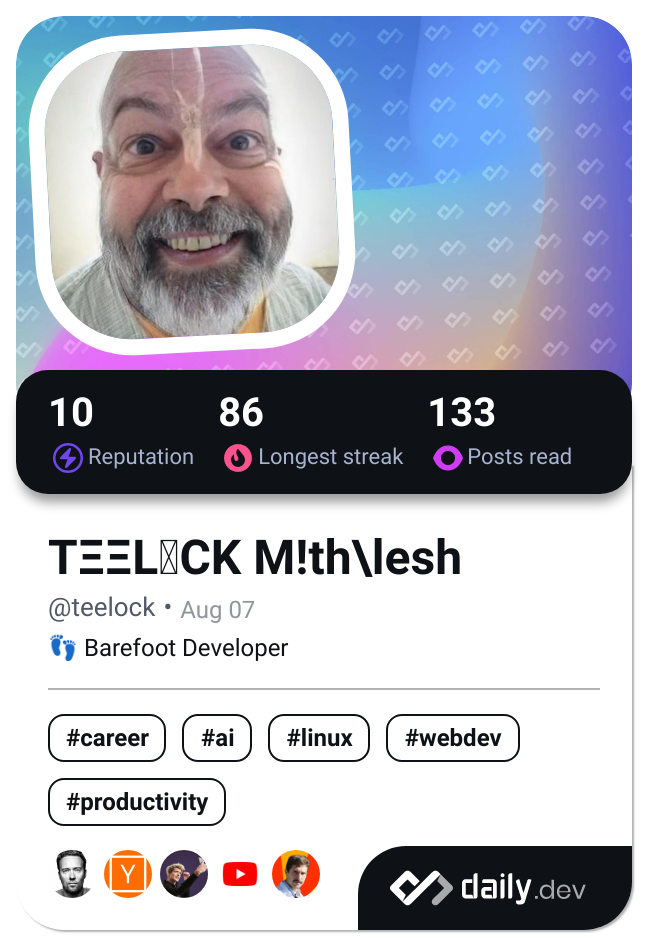 10 86 133
Reputation Longest streak Posts read
TΞΞL▯CK M!th\lesh
@teelock • Aug 07
👣 Barefoot Developer
#career #ai #linux #webdev
#productivity
Y
daily.dev